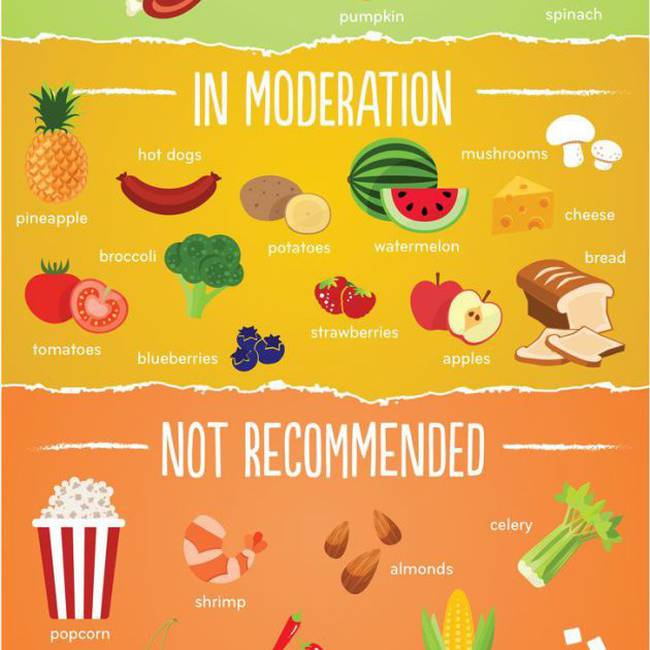 pumpkin
spinach
IN MODERATION
hot dogs
mushrooms
pineapple
potatoes
watermelon
cheese
broccoli
bread
tomatoes
blueberries
strawberries
apples
NOT RECOMMENDED
celery
almonds
shrimp
popcorn